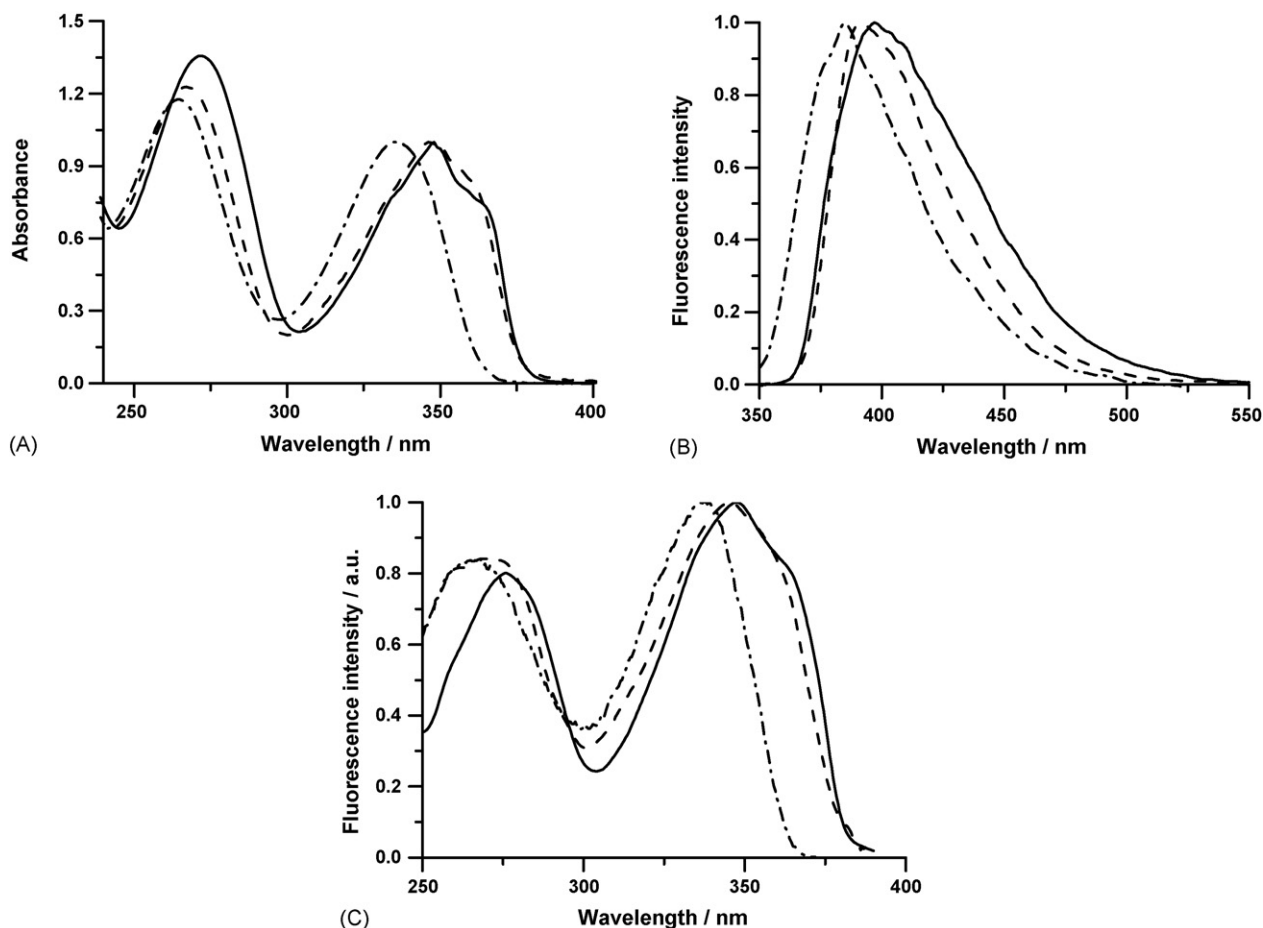 1.5
1.2
0.9
0.6
0.3
0.0
Absorbance
250 300 350 400
Wavelength / nm
(A)
1.0
0.8
0.6
0.4
0.2
0.0
Fluorescence intensity
350 400 450 500 550
Wavelength / nm
(B)
1.0
0.8
0.6
0.4
0.2
0.0
Fluorescence intensity / a.u.
250 300 350 400
Wavelength / nm
(C)